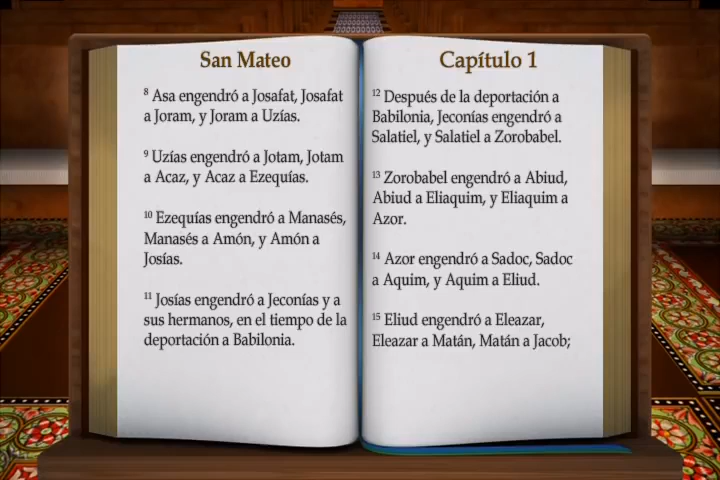 San Mateo
8 Asa engendró a Josafat, Josafat
a Joram, y Joram a Uzías.
9 Uzías engendró a Jotam, Jotam
a Acaz, y Acaz a Ezequías.
10 Ezequías engendró a Manasés,
Manasés a Amón, y Amón a
Josías.
11 Josías engendró a Jeconías y a
sus hermanos, en el tiempo de la
deportación a Babilonia.
Capítulo 1
12 Después de la deportación a
Babilonia, Jeconías engendró a
Salatiel, y Salatiel a Zorobabel.
13 Zorobabel engendró a Abiud,
Abiud a Eliaquim, y Eliaquim a
Azor.
14 Azor engendró a Sadoc, Sadoc
a Aquim, y Aquim a Eliud.
15 Eliud engendró a Eleazar,
Eleazar a Matán, Matán a Jacob;